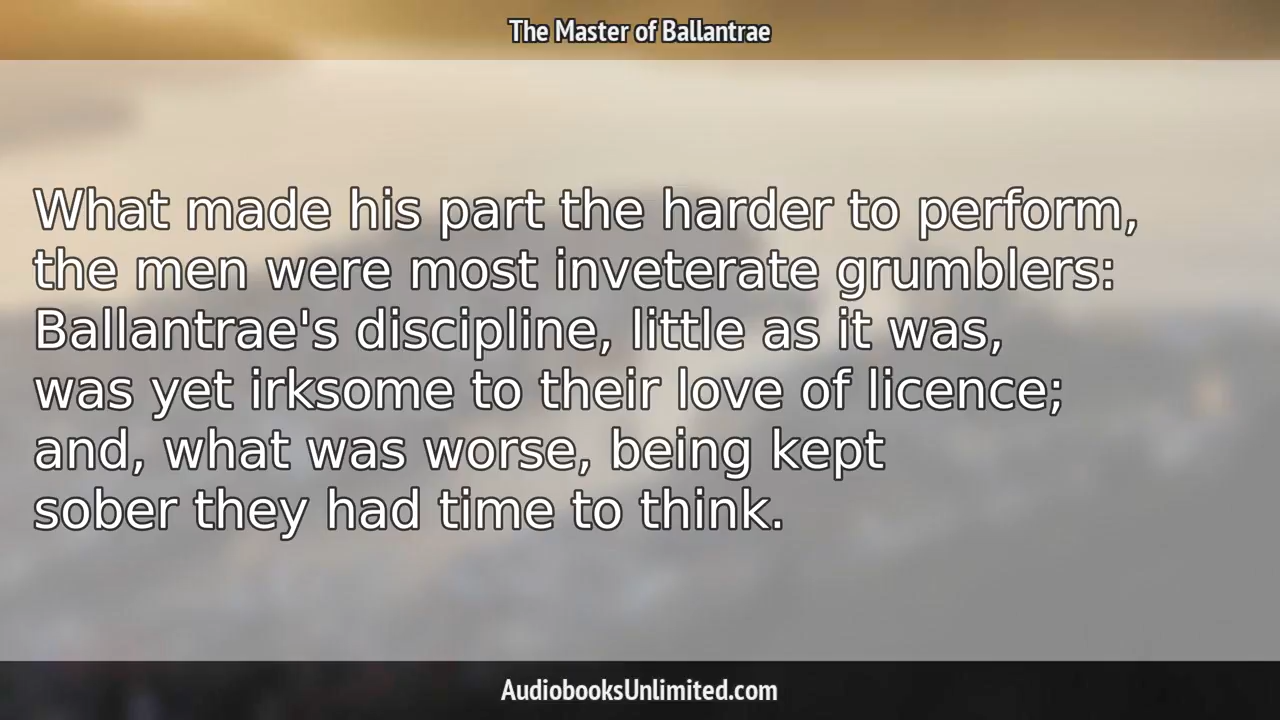 The Master of Ballantrae
What made his part the harder to perform,
the men were most inveterate grumblers:
Ballantrae's discipline, little as it was,
was yet irksome to their love of licence;
and, what was worse, being kept
sober they had time to think.
AudiobooksUnlimited.com